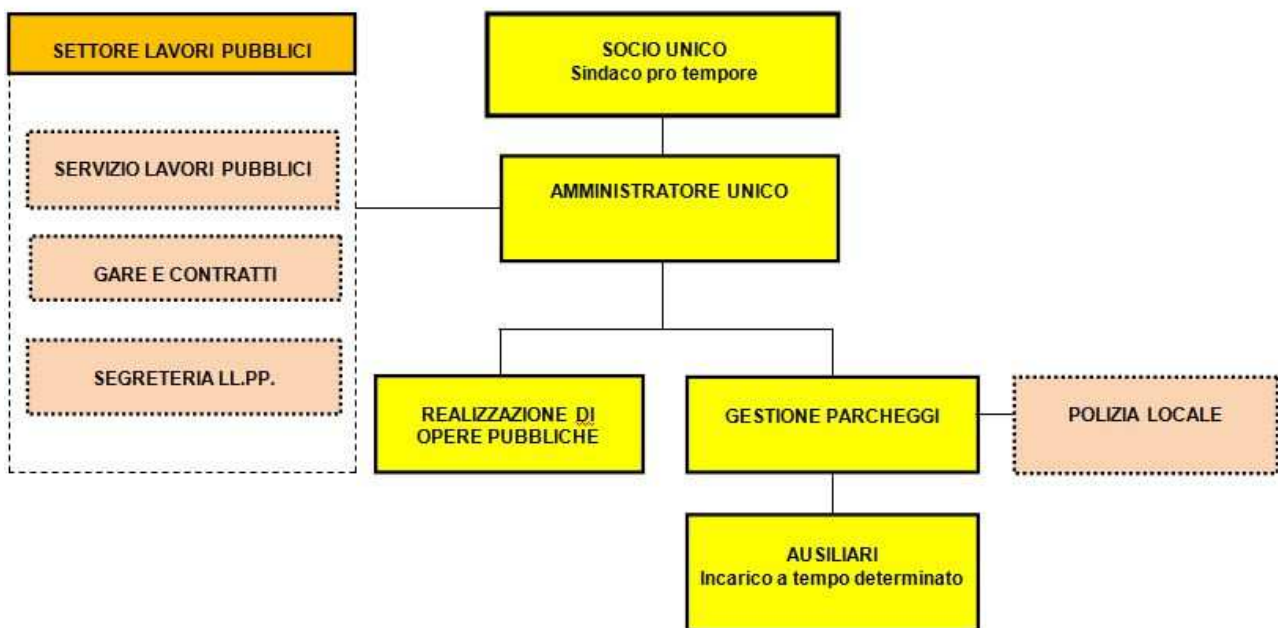 SETTORE LAVORI PUBBLICI
SERVIZIO LAVORI PUBBLICI
GARE E CONTRATTI
SEGRETERIA LL.PP.
SOCIO UNICO
Sindaco pro tempore
AMMINISTRATORE UNICO
REALIZZAZIONE DI
OPERE PUBBLICHE
GESTIONE PARCHEGGI
POLIZIA LOCALE
AUSILIARI
Incarico a tempo determinato